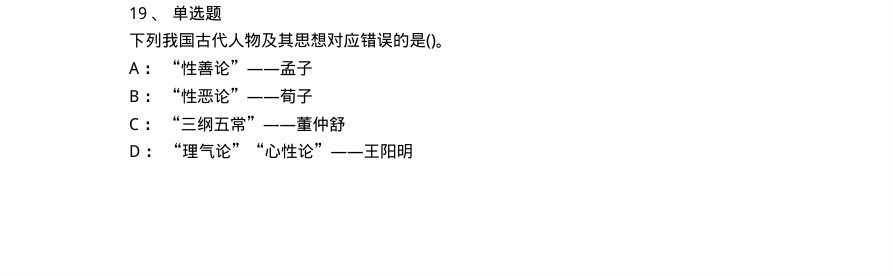 19 、 单选题
下列我国古代人物及其思想对应错误的是()。
A： “性善论”——孟子
B： “性恶论”——荀子
C： “三纲五常”——董仲舒
D： “理气论” “心性论”——王阳明